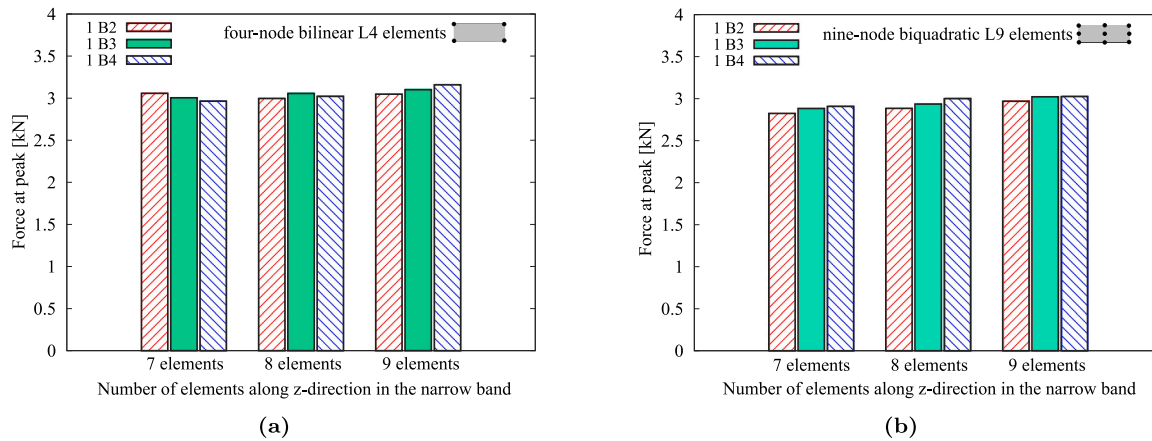 4
3.5
3
2.5
2
1.5
1
0.5
0
Force at peak [kN]
1 B2
1 B3
1 B4
four-node bilinear L4 elements
7 elements
8 elements
9 elements
Number of elements along z-direction in the narrow band
(a)
4
3.5
3
2.5
2
1.5
1
0.5
0
Force at peak [kN]
1 B2
1 B3
1 B4
nine-node biquadratic L9 elements
7 elements
8 elements
9 elements
Number of elements along z-direction in the narrow band
(b)